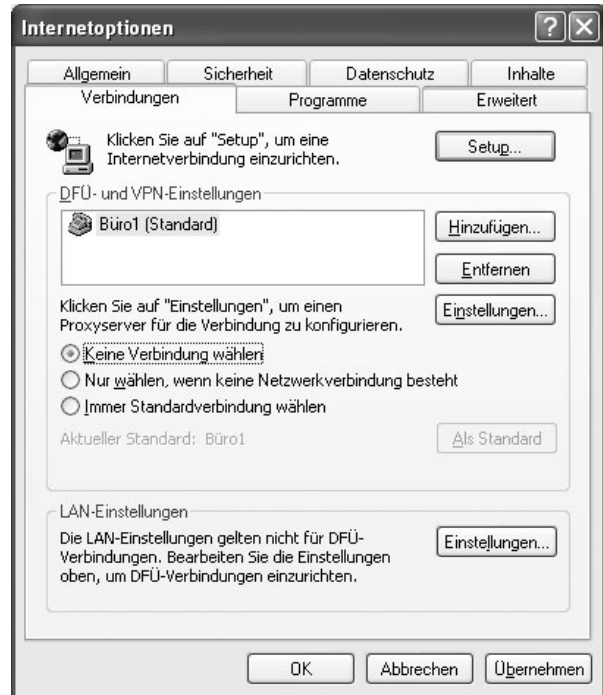 Internetoptionen
Allgemein Sicherheit Datenschutz Inhalte
Verbindungen Programme Erweitert
Klicken Sie auf "Setup", um eine
Internetverbindung einzurichten.
Setup...
DFÜ- und VPN-Einstellungen
Büro1 (Standard)
Hinzufügen...
Entfernen
Klicken Sie auf "Einstellungen", um einen
Proxyserver für die Verbindung zu konfigurieren.
Einstellungen...
Keine Verbindung wählen
Nur wählen, wenn keine Netzwerkverbindung besteht
Immer Standardverbindung wählen
Aktueller Standard: Büro1
Als Standard
LAN-Einstellungen
Die LAN-Einstellungen gelten nicht für DFÜ-
Verbindungen. Bearbeiten Sie die Einstellungen
oben, um DFÜ-Verbindungen einzurichten.
Einstellungen...
OK Abbrechen Übernehmen